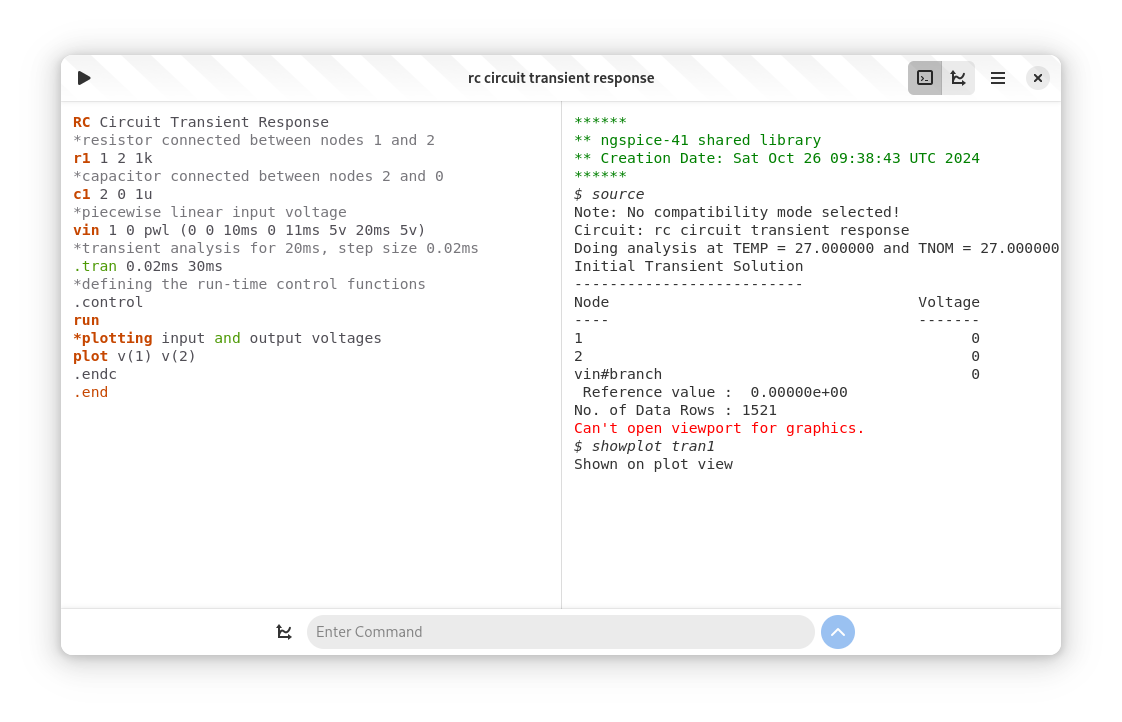 rc circuit transient response
RC Circuit Transient Response
*resistor connected between nodes 1 and 2
r1 1 2 1k
*capacitor connected between nodes 2 and 0
c1 2 0 1u
*piecewise linear input voltage
vin 1 0 pwl (0 0 10ms 0 11ms 5v 20ms 5v)
*transient analysis for 20ms, step size 0.02ms
.tran 0.02ms 30ms
*defining the run-time control functions
.control
run
*plotting input and output voltages
plot v(1) v(2)
.endc
.end
******
** ngspice-41 shared library
** Creation Date: Sat Oct 26 09:38:43 UTC 2024
******
$ source
Note: No compatibility mode selected!
Circuit: rc circuit transient response
Doing analysis at TEMP = 27.000000 and TNOM = 27.000000
Initial Transient Solution
--------------------------
Node Voltage
---- -------
1 0
2 0
vin#branch 0
Reference value : 0.00000e+00
No. of Data Rows : 1521
Can't open viewport for graphics.
$ showplot tran1
Shown on plot view
Enter Command